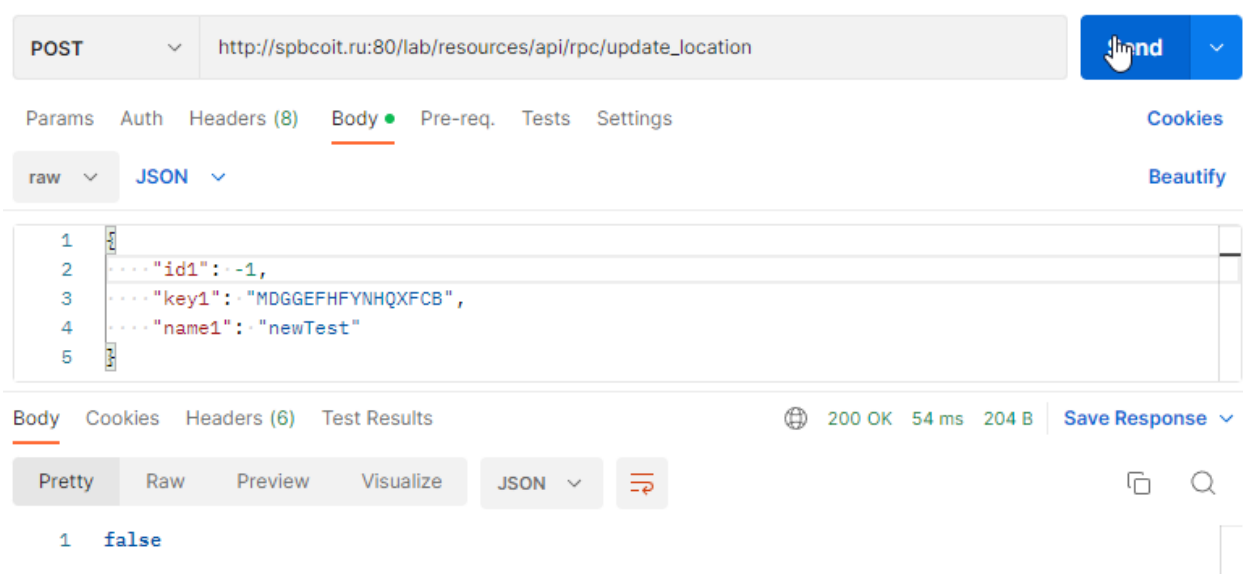 POST http://spbcoit.ru:80/lab/resources/api/rpc/update_location Send
Params Auth Headers (8) Body Pre-req. Tests Settings Cookies
raw JSON Beautify
1 {
2 "id1": -1,
3 "key1": "MDGGEFHFYNHQXFCB",
4 "name1": "newTest"
5 }
Body Cookies Headers (6) Test Results 200 OK 54 ms 204 B Save Response
Pretty Raw Preview Visualize JSON
1 false